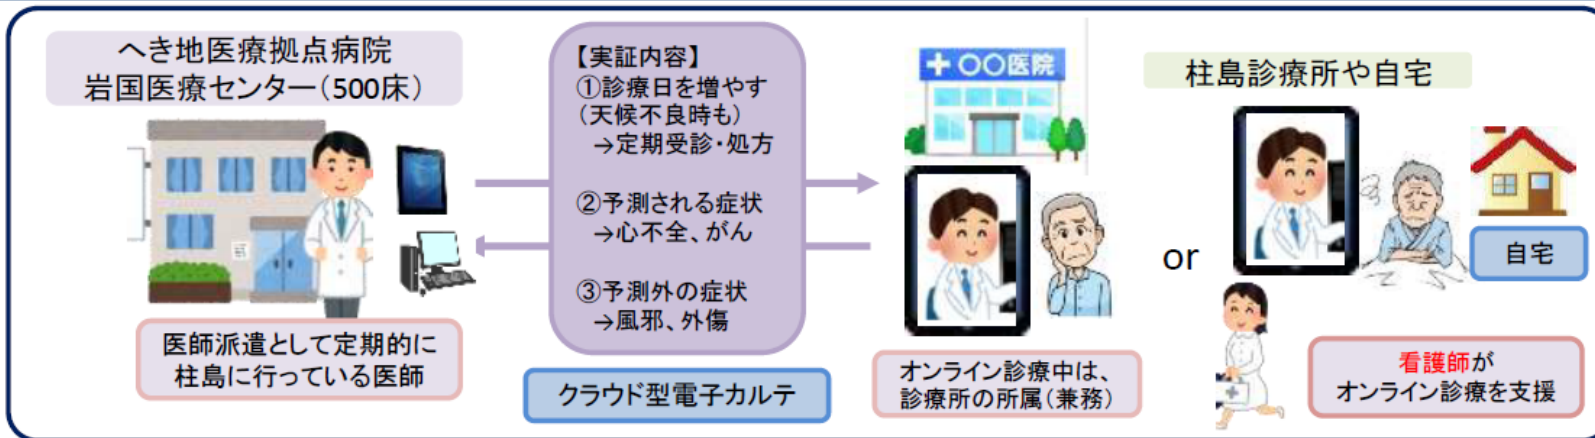 へき地医療拠点病院
岩国医療センター(500床)
医師派遣として定期的に
柱島に行っている医師
【実証内容】
①診療日を増やす
(天候不良時も)
→定期受診・処方
②予測される症状
→心不全、がん
③予測外の症状
→風邪、外傷
クラウド型電子カルテ
+〇〇医院
オンライン診療中は、
診療所の所属(兼務)
or
柱島診療所や自宅
自宅
看護師が
オンライン診療を支援